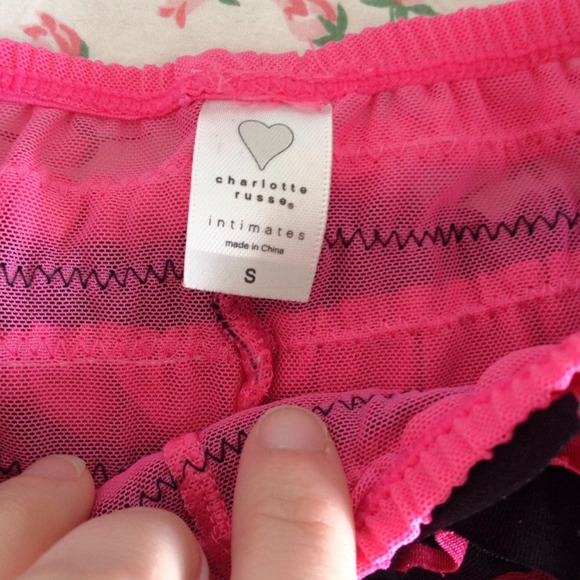 charlotte
russe®
intimates
made in China
S